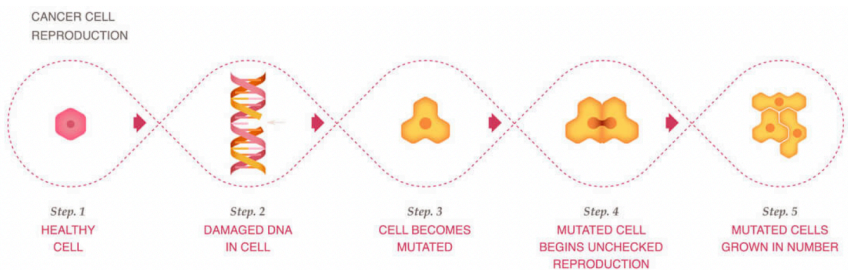 CANCER CELL
REPRODUCTION
Step. 1
HEALTHY
CELL
Step. 2
DAMAGED DNA
IN CELL
Step. 3
CELL BECOMES
MUTATED
Step. 4
MUTATED CELL
BEGINS UNCHECKED
REPRODUCTION
Step. 5
MUTATED CELLS
GROWN IN NUMBER